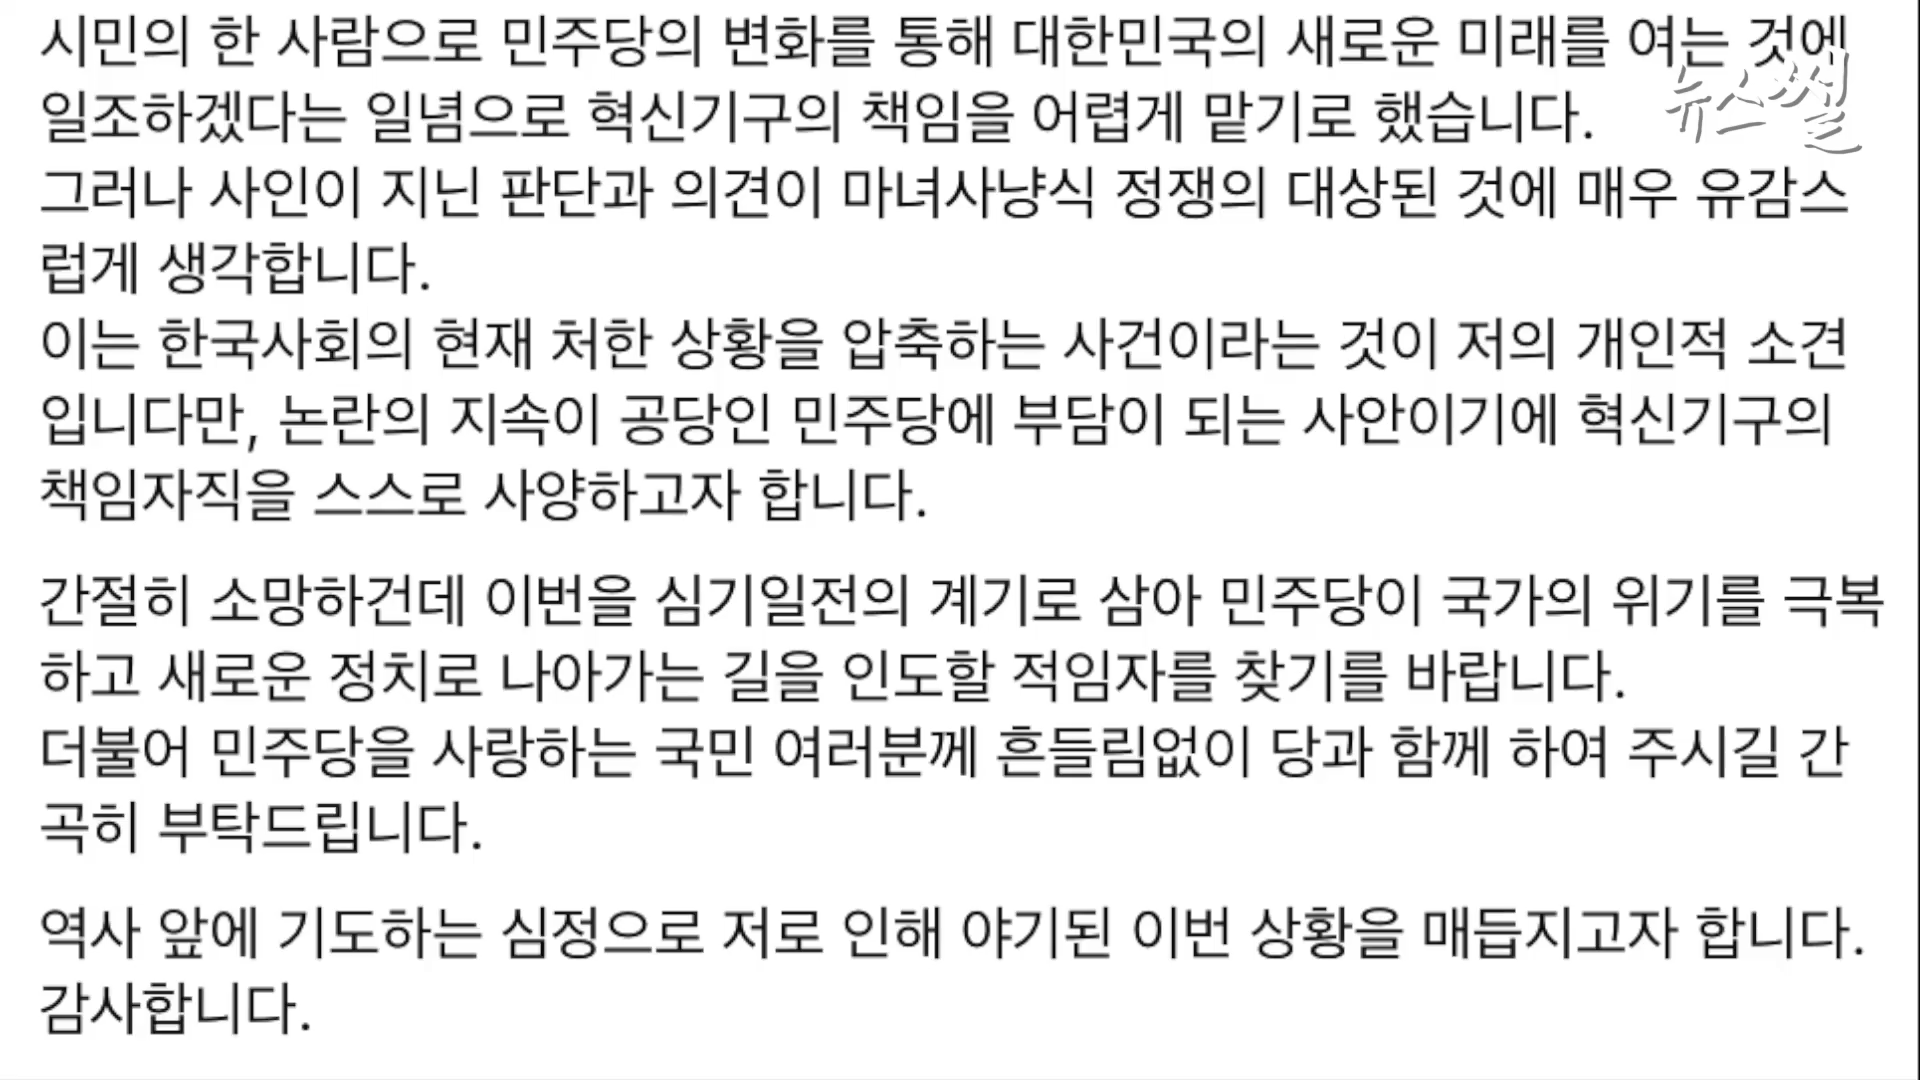 시민의 한 사람으로 민주당의 변화를 통해 대한민국의 새로운 미래를 여는 것에
뉴스썰
일조하겠다는 일념으로 혁신기구의 책임을 어렵게 맡기로 했습니다.
그러나 사인이 지닌 판단과 의견이 마녀사냥식 정쟁의 대상된 것에 매우 유감스
럽게 생각합니다.
이는 한국사회의 현재 처한 상황을 압축하는 사건이라는 것이 저의 개인적 소견
입니다만, 논란의 지속이 공당인 민주당에 부담이 되는 사안이기에 혁신기구의
책임자직을 스스로 사양하고자 합니다.
간절히 소망하건데 이번을 심기일전의 계기로 삼아 민주당이 국가의 위기를 극복
하고 새로운 정치로 나아가는 길을 인도할 적임자를 찾기를 바랍니다.
더불어 민주당을 사랑하는 국민 여러분께 흔들림없이 당과 함께 하여 주시길 간
곡히 부탁드립니다.
역사 앞에 기도하는 심정으로 저로 인해 야기된 이번 상황을 매듭지고자 합니다.
감사합니다.